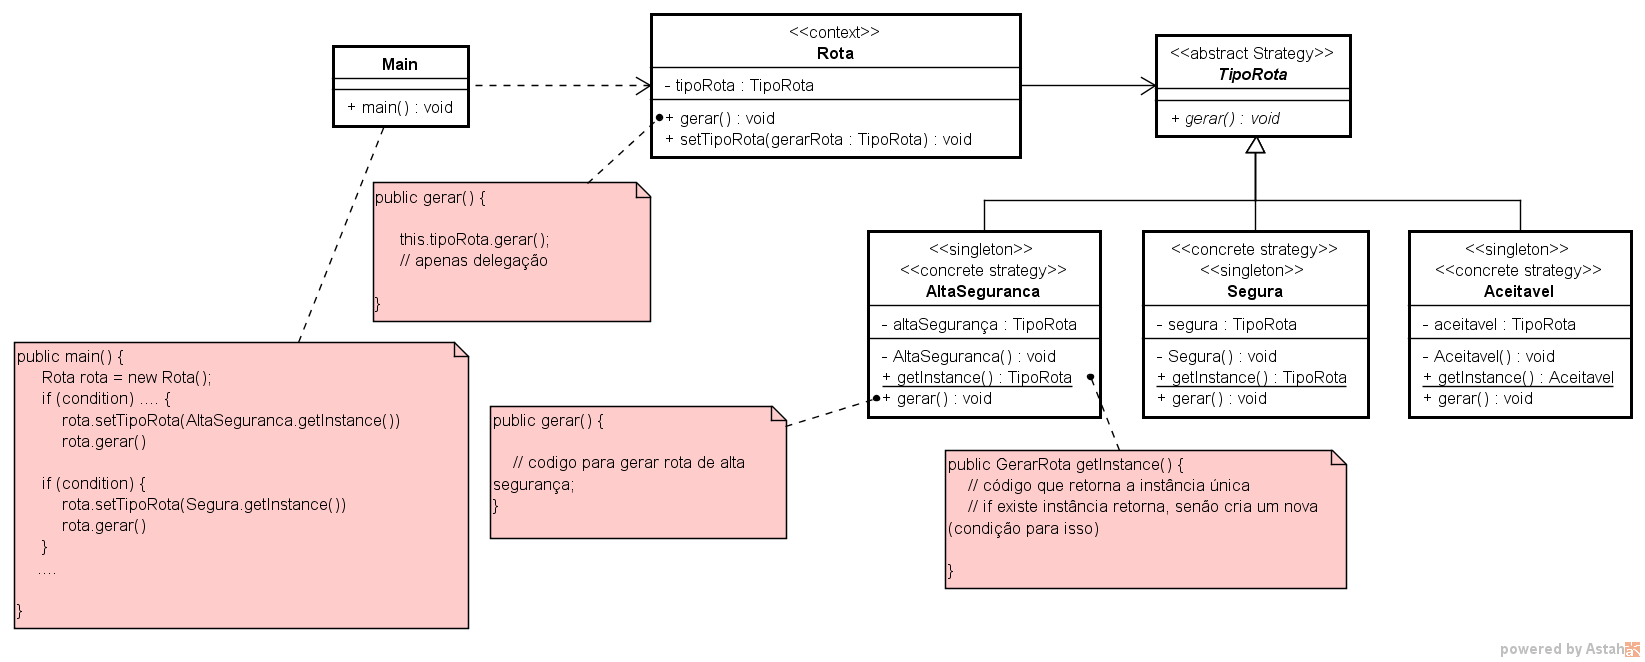 Main
+ main() : void
<<context>>
Rota
- tipoRota : TipoRota
+ gerar() : void
+ setTipoRota(gerarRota : TipoRota) : void
<<abstract Strategy>>
TipoRota
+ gerar() : void
public gerar() {
this.tipoRota.gerar();
// apenas delegação
}
<<singleton>>
<<concrete strategy>>
AltaSeguranca
- altaSegurança : TipoRota
- AltaSeguranca() : void
+ getInstance() : TipoRota
+ gerar() : void
<<concrete strategy>>
<<singleton>>
Segura
- segura : TipoRota
- Segura() : void
+ getInstance() : TipoRota
+ gerar() : void
<<singleton>>
<<concrete strategy>>
Aceitavel
- aceitavel : TipoRota
- Aceitavel() : void
+ getInstance() : Aceitavel
+ gerar() : void
public main() {
Rota rota = new Rota();
if (condition) .... {
rota.setTipoRota(AltaSeguranca.getInstance())
rota.gerar()
if (condition) {
rota.setTipoRota(Segura.getInstance())
rota.gerar()
}
....
}
public gerar() {
// codigo para gerar rota de alta
segurança;
}
public GerarRota getInstance() {
// código que retorna a instância única
// if existe instância retorna, senão cria um nova
(condição para isso)
}
powered by Astah